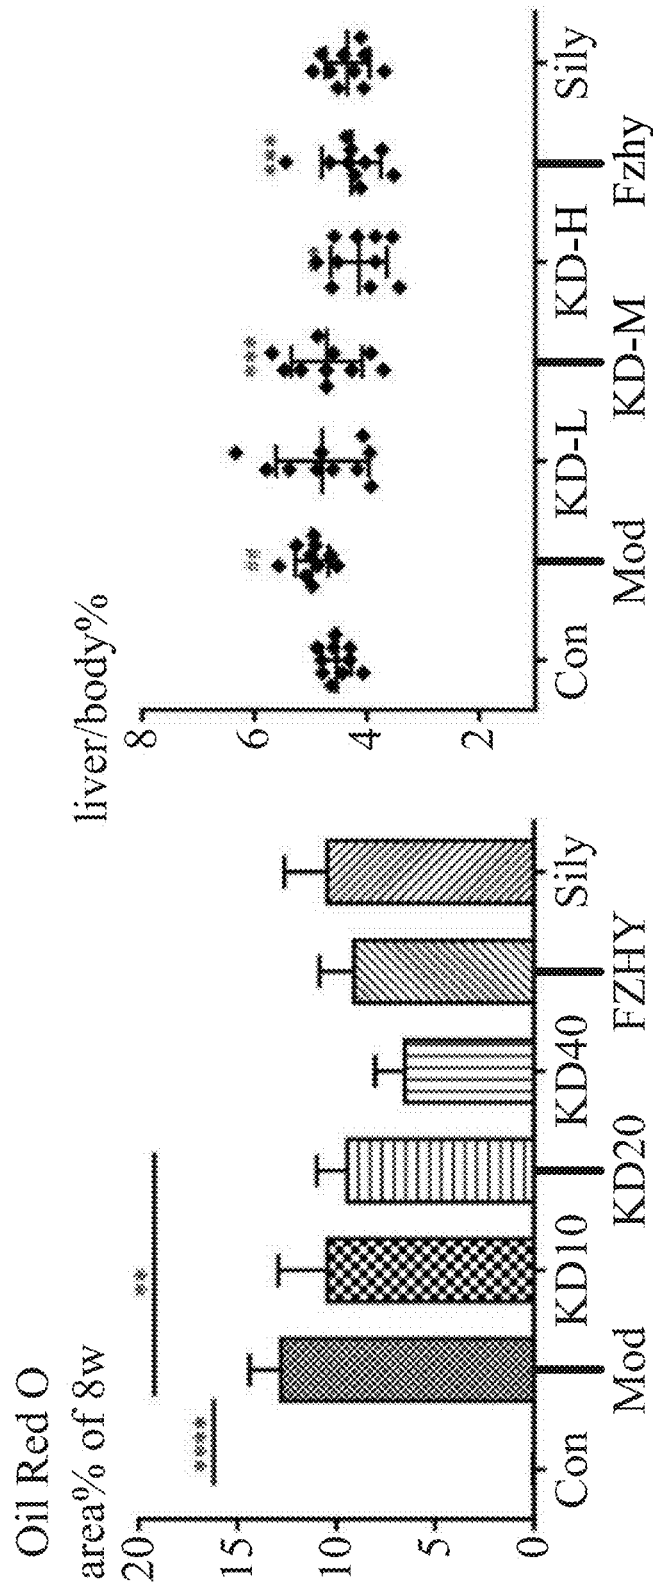 Oil Red O
area% of 8w
20
15
10
5
0
****
**
Con
Mod
KD10
KD20
KD40
FZHY
Sily
liver/body%
8
6
4
2
**
***
**
***
Con
Mod
KD-L
KD-M
KD-H
Fzhy
Sily